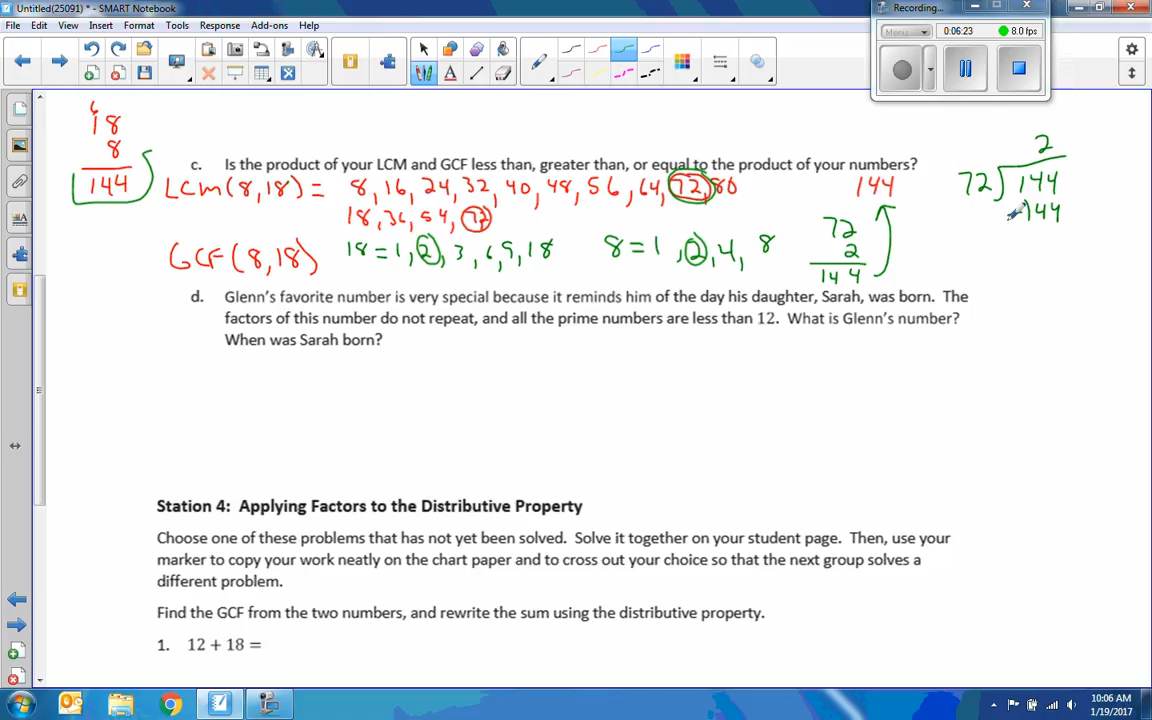 Untitled(25091) * - SMART Notebook
Recording...
File Edit View Insert Format Tools Response Add-ons Help
Menu
0:06:23
8.0 fps
6
18
8
144
c. Is the product of your LCM and GCF less than, greater than, or equal to the product of your numbers?
LCM(8,18) = 8, 16, 24, 32, 40, 48, 56, 64, 72, 80
144
18, 36, 54, 72
GCF(8,18) 18 = 1, 2, 3, 6, 9, 18 8 = 1, 2, 4, 8
72
2
144
2
72 144
144
d. Glenn's favorite number is very special because it reminds him of the day his daughter, Sarah, was born. The
factors of this number do not repeat, and all the prime numbers are less than 12. What is Glenn's number?
When was Sarah born?
Station 4: Applying Factors to the Distributive Property
Choose one of these problems that has not yet been solved. Solve it together on your student page. Then, use your
marker to copy your work neatly on the chart paper and to cross out your choice so that the next group solves a
different problem.
Find the GCF from the two numbers, and rewrite the sum using the distributive property.
1. 12 + 18 =
10:06 AM
1/19/2017